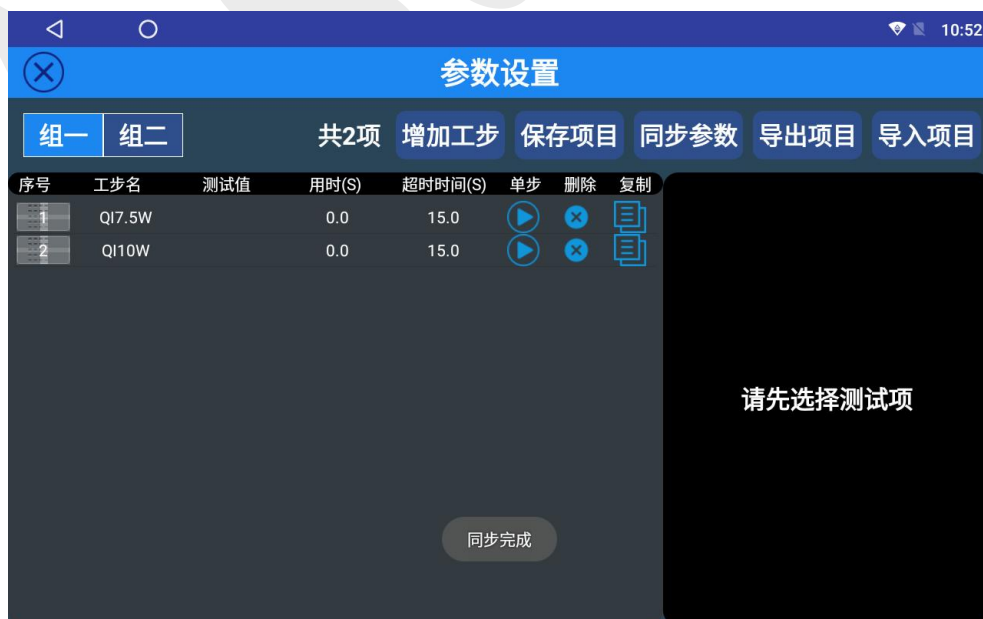 10:52
参数设置
组一 组二 共2项 增加工步 保存项目 同步参数 导出项目 导入项目
序号 工步名 测试值 用时(S) 超时时间(S) 单步 删除 复制
1 QI7.5W 0.0 15.0
2 QI10W 0.0 15.0
请先选择测试项
同步完成